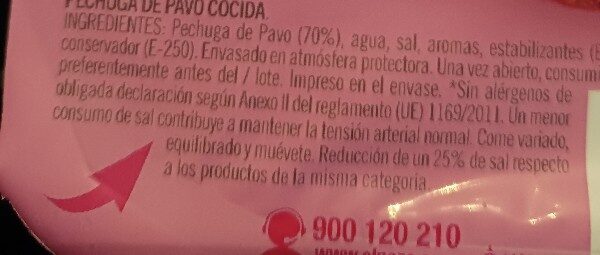 PECHUGA DE PAVO COCIDA.
INGREDIENTES: Pechuga de Pavo (70%), agua, sal, aromas, estabilizantes (E
conservador (E-250). Envasado en atmósfera protectora. Una vez abierto, consumi
preferentemente antes del / lote. Impreso en el envase. *Sin alérgenos de
obligada declaración según Anexo II del reglamento (UE) 1169/2011. Un menor
consumo de sal contribuye a mantener la tensión arterial normal. Come variado,
equilibrado y muévete. Reducción de un 25% de sal respecto
a los productos de la misma categoría.
900 120 210